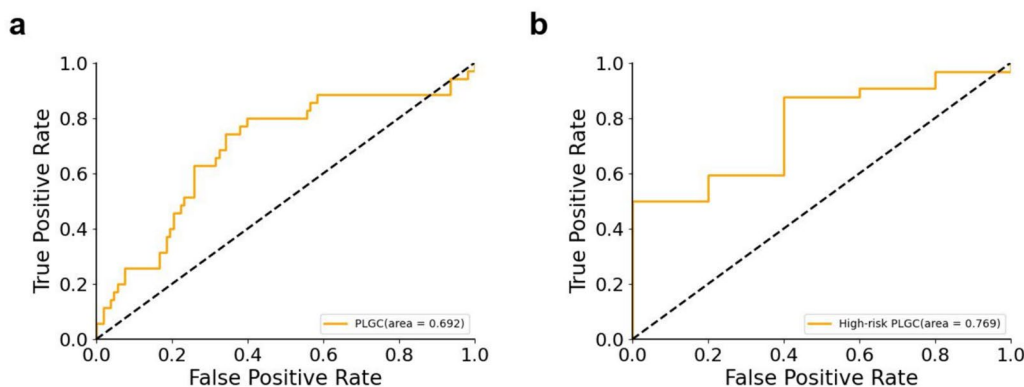 a
True Positive Rate
1.0
0.8
0.6
0.4
0.2
0.0
PLGC(area = 0.692)
0.0 0.2 0.4 0.6 0.8 1.0
False Positive Rate
b
True Positive Rate
1.0
0.8
0.6
0.4
0.2
0.0
High-risk PLGC(area = 0.769)
0.0 0.2 0.4 0.6 0.8 1.0
False Positive Rate